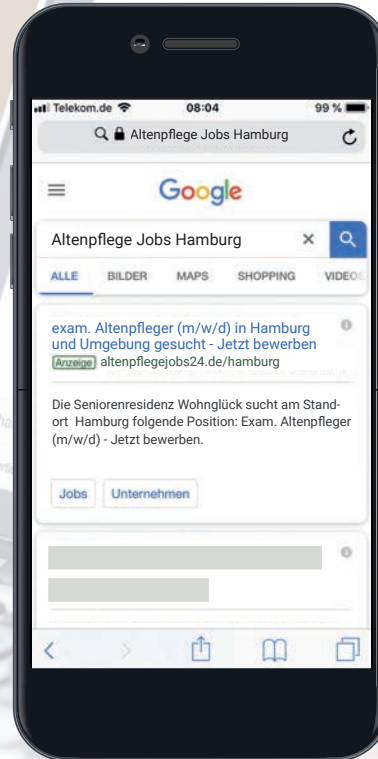 Telekom.de 08:04 99 %
Altenpflege Jobs Hamburg
Google
Altenpflege Jobs Hamburg ×
ALLE BILDER MAPS SHOPPING VIDEOS
exam. Altenpfleger (m/w/d) in Hamburg
und Umgebung gesucht - Jetzt bewerben
Anzeige altenpflegejobs24.de/hamburg
Die Seniorenresidenz Wohnglück sucht am Stand-
ort Hamburg folgende Position: Exam. Altenpfleger
(m/w/d) - Jetzt bewerben.
Jobs Unternehmen